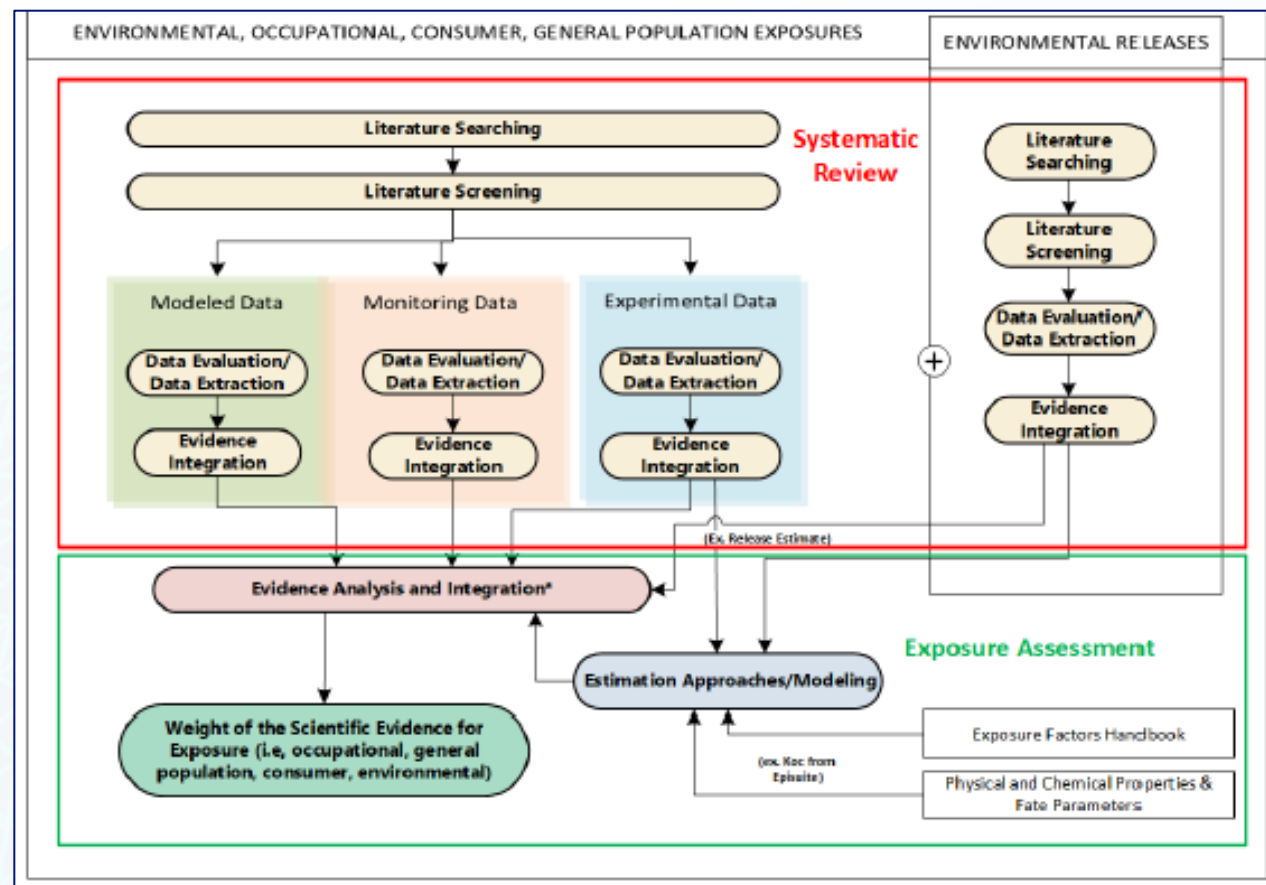 ENVIRONMENTAL, OCCUPATIONAL, CONSUMER, GENERAL POPULATION EXPOSURES
ENVIRONMENTAL RELEASES
Literature Searching
Literature Screening
Systematic
Review
Modeled Data
Monitoring Data
Experimental Data
Data Evaluation/
Data Extraction
Data Evaluation/
Data Extraction
Data Evaluation/
Data Extraction
Evidence
Integration
Evidence
Integration
Evidence
Integration
Literature
Searching
Literature
Screening
Data Evaluation/
Data Extraction
Evidence
Integration
(Ex. Release Estimate)
Evidence Analysis and Integration*
Exposure Assessment
Estimation Approaches/Modeling
Weight of the Scientific Evidence for
Exposure (i.e, occupational, general
population, consumer, environmental)
(ex. Koc from
Episuite)
Exposure Factors Handbook
Physical and Chemical Properties &
Fate Parameters